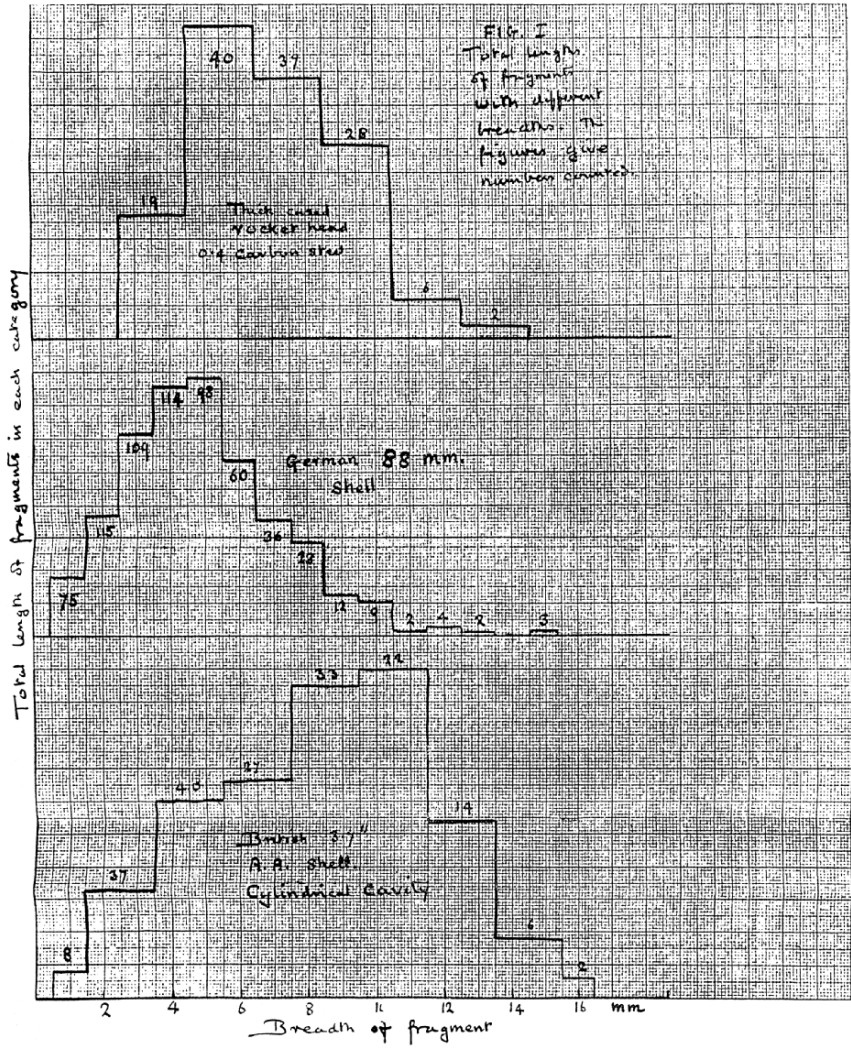 FIG. I
Total length
of fragments
with different
breadths. The
figures give
numbers counted.
40
37
28
19
Thick cased
rocket head
0.4 Carbon Steel
6
2
Total length of fragments in each category
114
98
109
60
German 88 mm.
Shell
115
36
23
75
12
9
2
4
2
3
33
22
27
40
14
British 3.7"
A.A. Shell.
Cylindrical Cavity
37
6
8
2
2 4 6 8 10 12 14 16 mm
Breadth of fragment